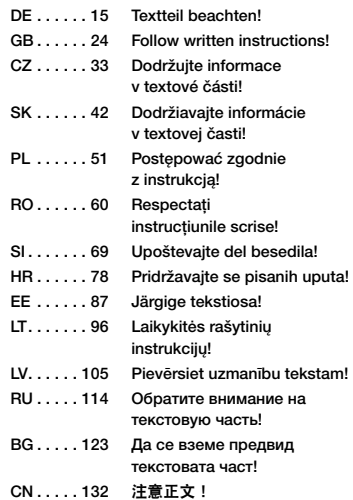 DE . . . . . . 15 Textteil beachten!
GB . . . . . . 24 Follow written instructions!
CZ . . . . . . 33 Dodržujte informace
v textové části!
SK . . . . . . 42 Dodržiavajte informácie
v textovej časti!
PL . . . . . . 51 Postępować zgodnie
z instrukcją!
RO . . . . . . 60 Respectați
instrucțiunile scrise!
SI. . . . . . . 69 Upoštevajte del besedila!
HR . . . . . . 78 Pridržavajte se pisanih uputa!
EE . . . . . . 87 Järgige tekstiosa!
LT. . . . . . . 96 Laikykitės rašytinių
instrukcijų!
LV. . . . . . 105 Pievērsiet uzmanību tekstam!
RU . . . . . 114 Обратите внимание на
текстовую часть!
BG . . . . . 123 Да се вземе предвид
текстовата част!
CN . . . . . 132 注意正文！